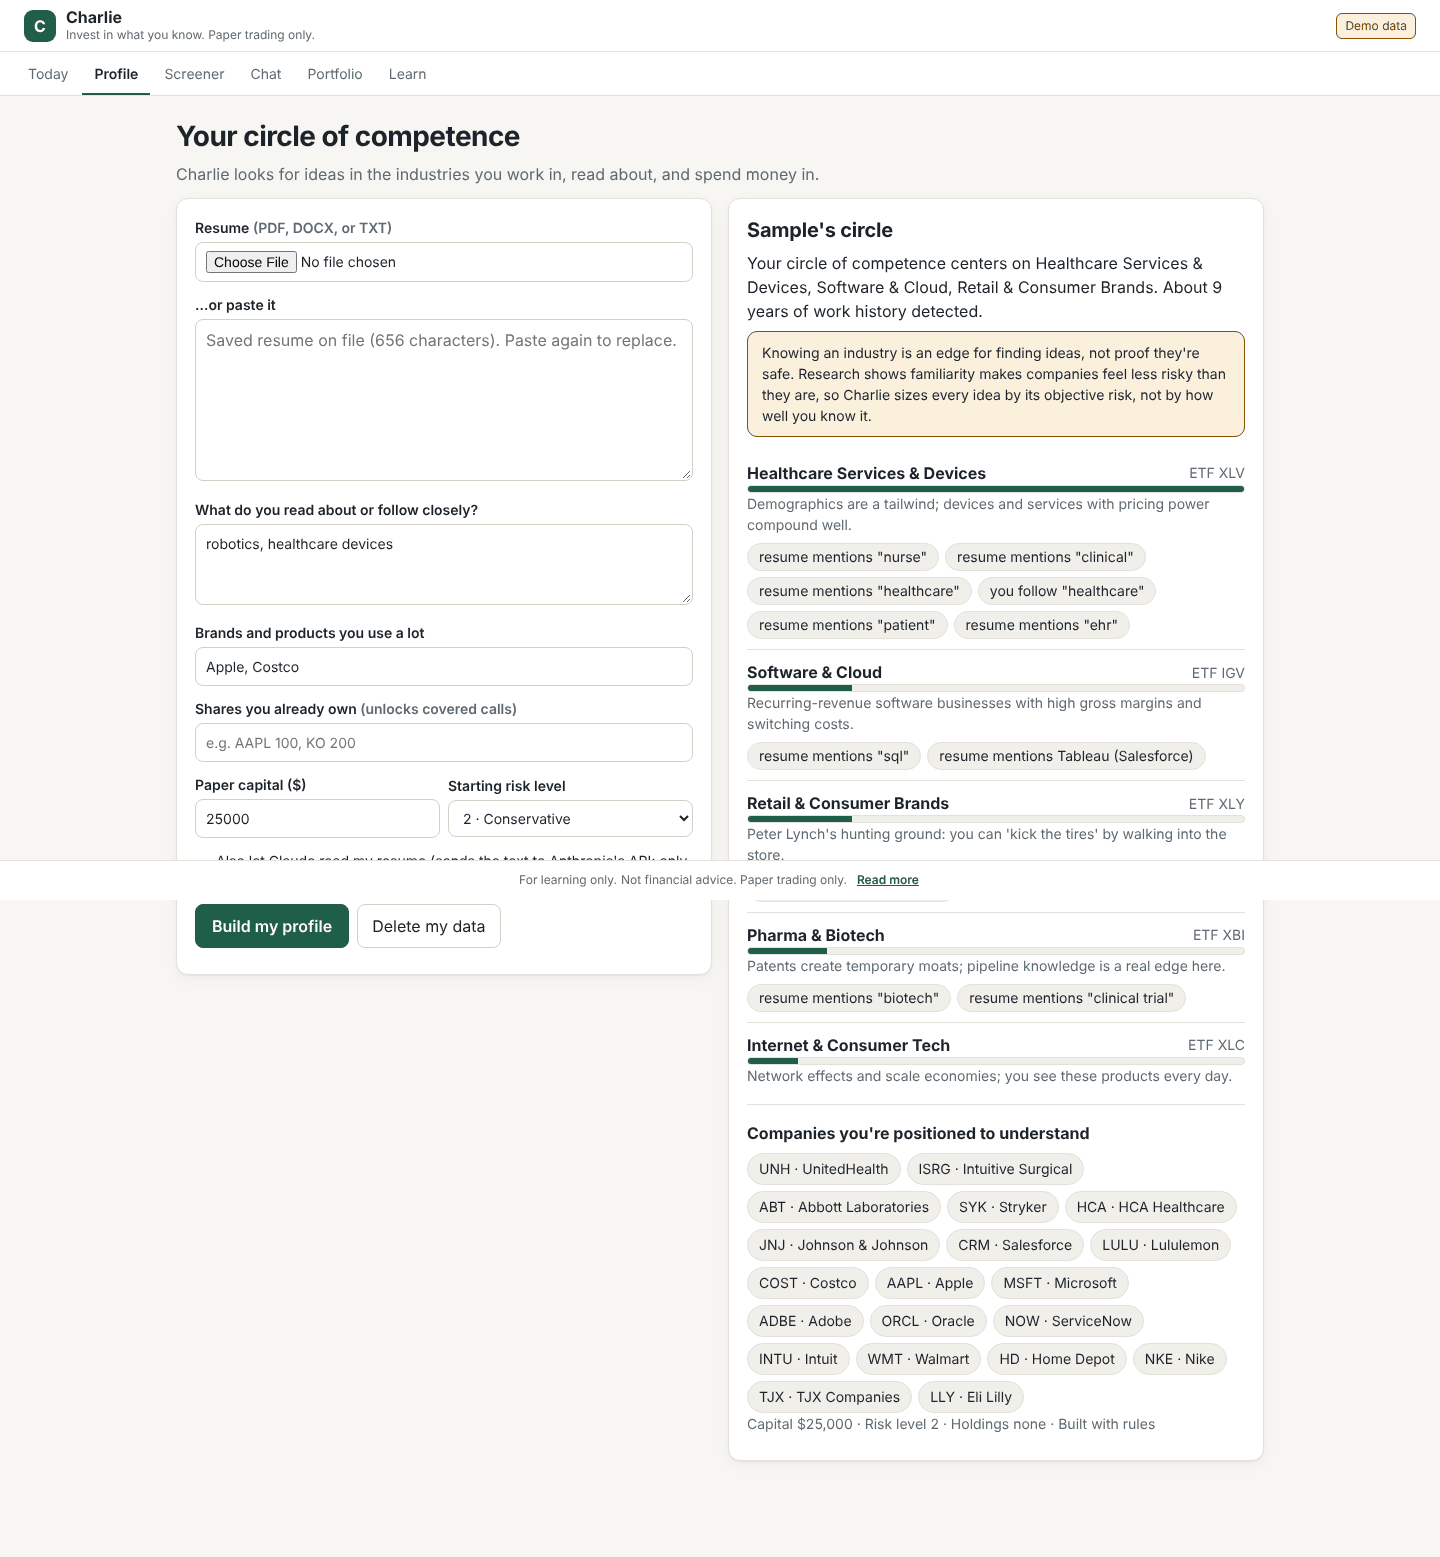 C
Charlie
Invest in what you know. Paper trading only.
Demo data
Today
Profile
Screener
Chat
Portfolio
Learn
Your circle of competence
Charlie looks for ideas in the industries you work in, read about, and spend money in.
Resume (PDF, DOCX, or TXT)
Choose File No file chosen
...or paste it
Saved resume on file (656 characters). Paste again to replace.
What do you read about or follow closely?
robotics, healthcare devices
Brands and products you use a lot
Apple, Costco
Shares you already own (unlocks covered calls)
e.g. AAPL 100, KO 200
Paper capital ($)
Starting risk level
25000
2 · Conservative
Also let Claude read my resume (sends the text to Anthropic's API; only
Build my profile
Delete my data
Sample's circle
Your circle of competence centers on Healthcare Services &
Devices, Software & Cloud, Retail & Consumer Brands. About 9
years of work history detected.
Knowing an industry is an edge for finding ideas, not proof they're
safe. Research shows familiarity makes companies feel less risky than
they are, so Charlie sizes every idea by its objective risk, not by how
well you know it.
Healthcare Services & Devices
ETF XLV
Demographics are a tailwind; devices and services with pricing power
compound well.
resume mentions "nurse"
resume mentions "clinical"
resume mentions "healthcare"
you follow "healthcare"
resume mentions "patient"
resume mentions "ehr"
Software & Cloud
ETF IGV
Recurring-revenue software businesses with high gross margins and
switching costs.
resume mentions "sql"
resume mentions Tableau (Salesforce)
Retail & Consumer Brands
ETF XLY
Peter Lynch's hunting ground: you can 'kick the tires' by walking into the
store.
For learning only. Not financial advice. Paper trading only. Read more
Pharma & Biotech
ETF XBI
Patents create temporary moats; pipeline knowledge is a real edge here.
resume mentions "biotech"
resume mentions "clinical trial"
Internet & Consumer Tech
ETF XLC
Network effects and scale economies; you see these products every day.
Companies you're positioned to understand
UNH · UnitedHealth
ISRG · Intuitive Surgical
ABT · Abbott Laboratories
SYK · Stryker
HCA · HCA Healthcare
JNJ · Johnson & Johnson
CRM · Salesforce
LULU · Lululemon
COST · Costco
AAPL · Apple
MSFT · Microsoft
ADBE · Adobe
ORCL · Oracle
NOW · ServiceNow
INTU · Intuit
WMT · Walmart
HD · Home Depot
NKE · Nike
TJX · TJX Companies
LLY · Eli Lilly
Capital $25,000 · Risk level 2 · Holdings none · Built with rules